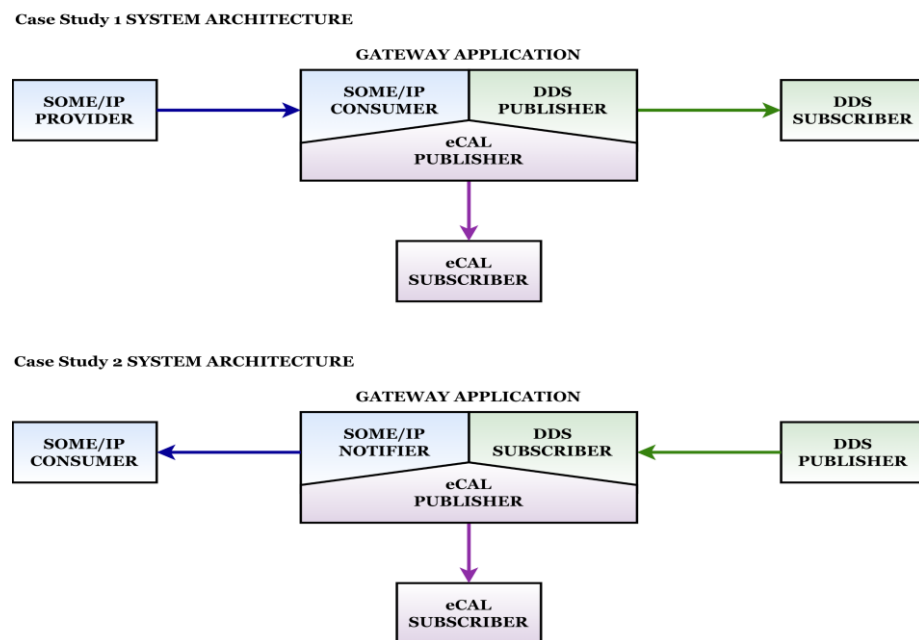 Case Study 1 SYSTEM ARCHITECTURE
GATEWAY APPLICATION
SOME/IP
PROVIDER
SOME/IP
CONSUMER
DDS
PUBLISHER
DDS
SUBSCRIBER
eCAL
PUBLISHER
eCAL
SUBSCRIBER
Case Study 2 SYSTEM ARCHITECTURE
GATEWAY APPLICATION
SOME/IP
CONSUMER
SOME/IP
NOTIFIER
DDS
SUBSCRIBER
DDS
PUBLISHER
eCAL
PUBLISHER
eCAL
SUBSCRIBER